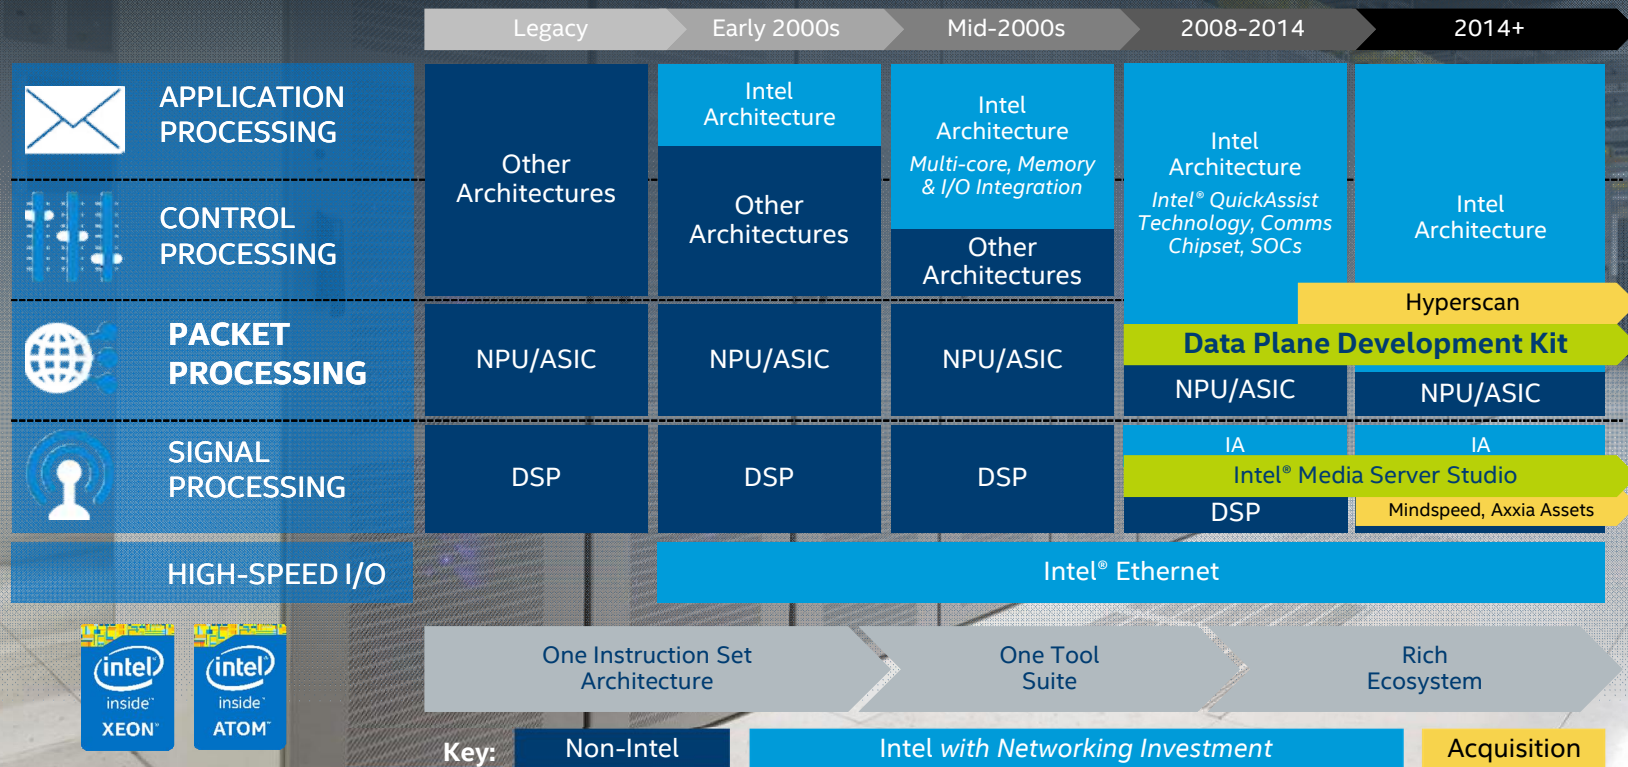 Legacy
Early 2000s
Mid-2000s
2008-2014
2014+
APPLICATION
PROCESSING
Other
Architectures
Intel
Architecture
Intel
Architecture
Multi-core, Memory
& I/O Integration
Intel
Architecture
Intel® QuickAssist
Technology, Comms
Chipset, SOCs
Intel
Architecture
CONTROL
PROCESSING
Other
Architectures
Other
Architectures
Hyperscan
PACKET
PROCESSING
NPU/ASIC
NPU/ASIC
NPU/ASIC
Data Plane Development Kit
NPU/ASIC
NPU/ASIC
SIGNAL
PROCESSING
DSP
DSP
DSP
IA
IA
Intel® Media Server Studio
DSP
Mindspeed, Axxia Assets
HIGH-SPEED I/O
Intel® Ethernet
intel
inside™
XEON™
intel
inside™
ATOM™
One Instruction Set
Architecture
One Tool
Suite
Rich
Ecosystem
Key:
Non-Intel
Intel with Networking Investment
Acquisition